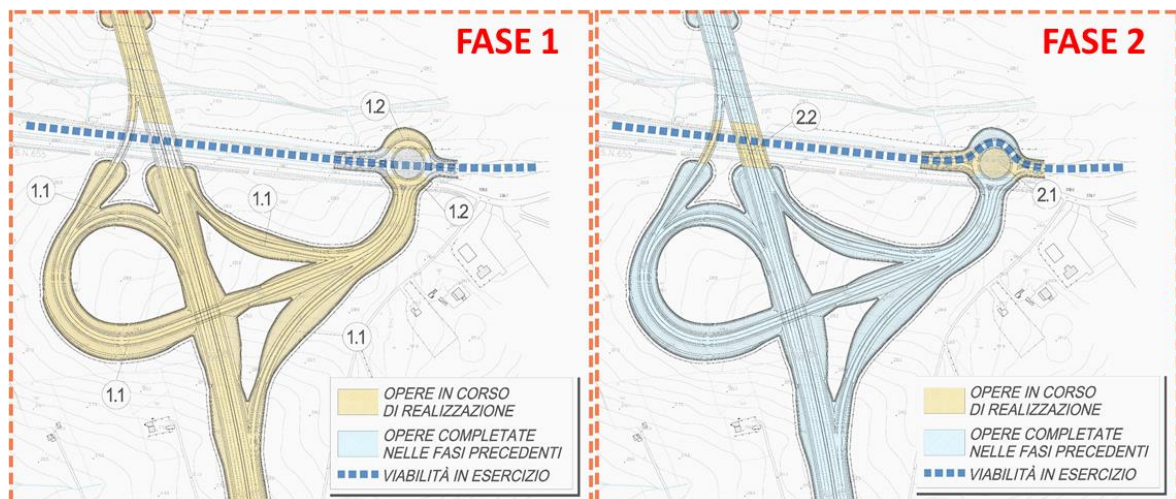 FASE 1
1.2
1.1
1.1
1.2
1.1
1.1
OPERE IN CORSO
DI REALIZZAZIONE
OPERE COMPLETATE
NELLE FASI PRECEDENTI
VIABILITÀ IN ESERCIZIO
FASE 2
2.2
2.1
OPERE IN CORSO
DI REALIZZAZIONE
OPERE COMPLETATE
NELLE FASI PRECEDENTI
VIABILITÀ IN ESERCIZIO